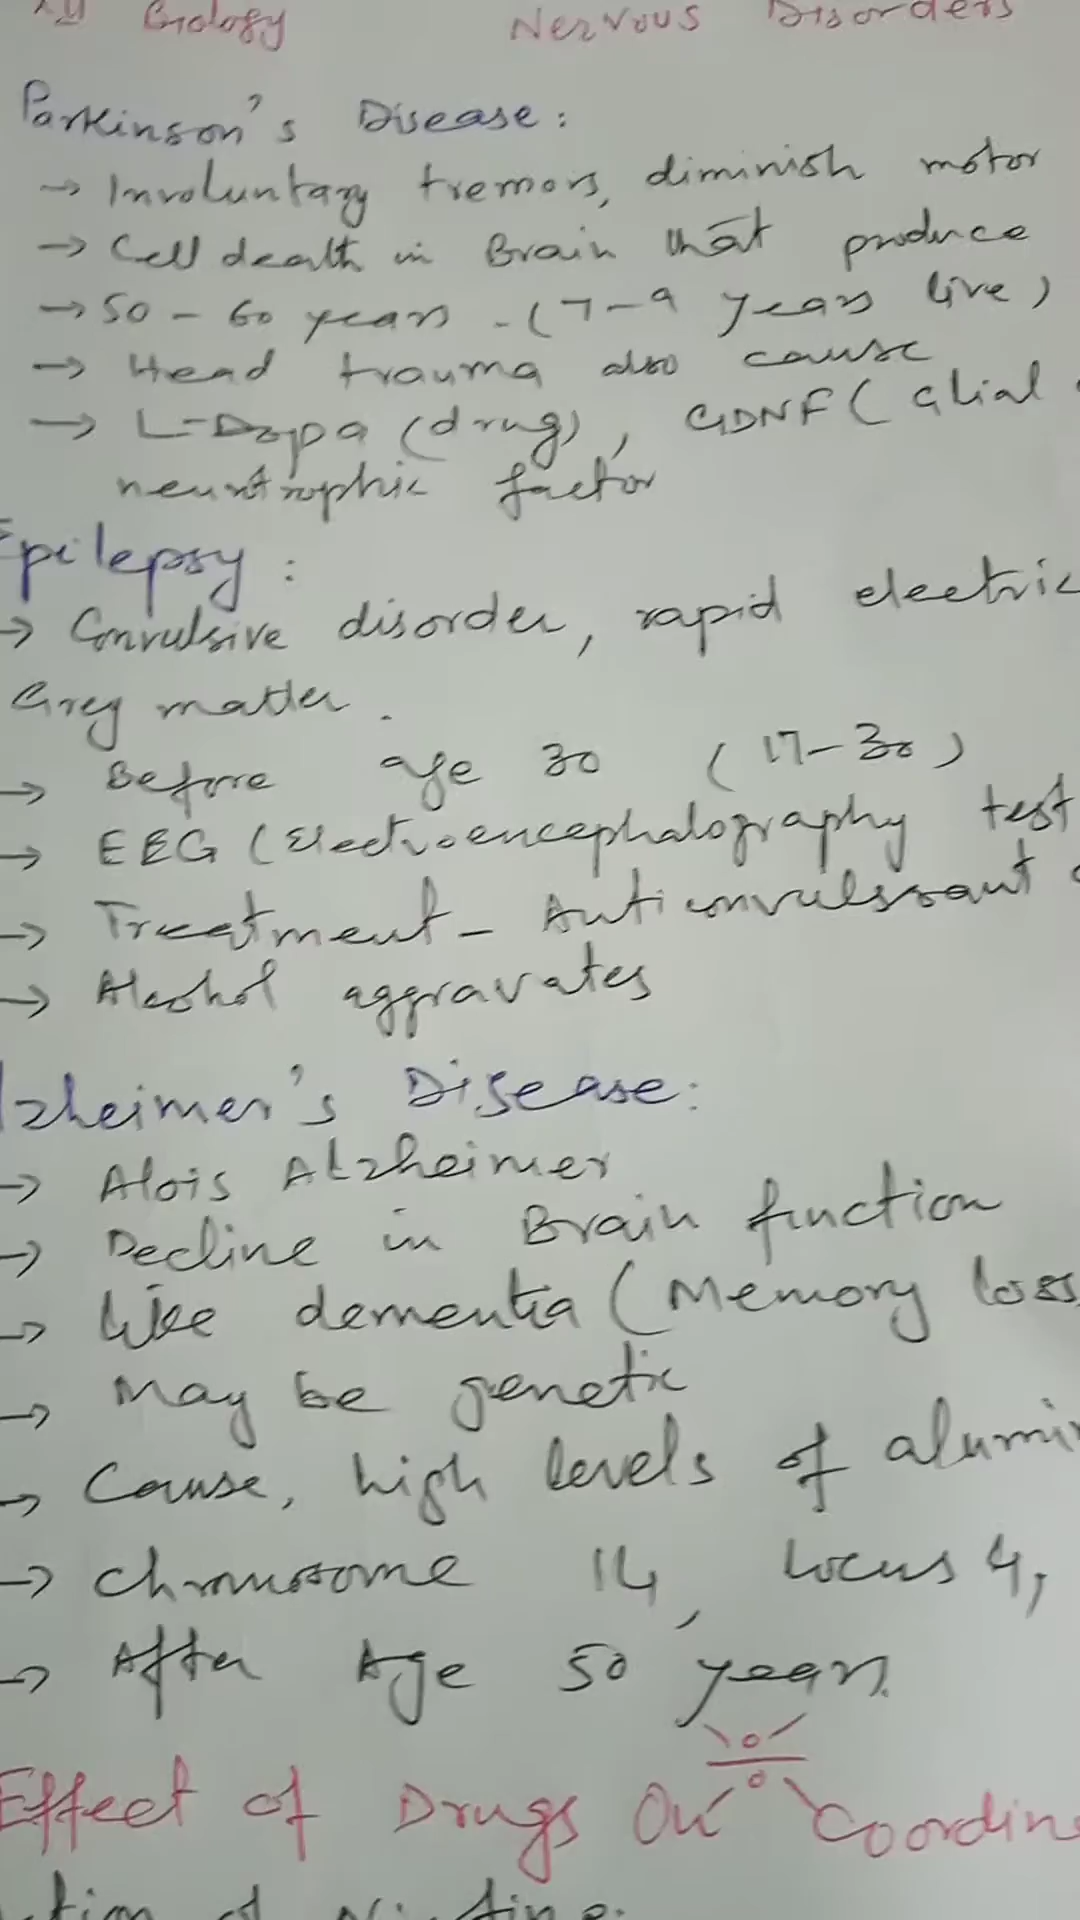 Biology Nervous Disorders
Parkinson's Disease:
→ Involuntary tremors, diminish motor
→ Cell death in Brain that produce
→ 50 - 60 years - (7-9 years live)
→ Head trauma also cause
→ L-Dopa (drug), GDNF (Glial
neurotrophic factor
Epilepsy:
→ Convulsive disorder, rapid electric
Grey matter.
→ Before age 30 (17-30)
→ EEG (Electroencephalography test
→ Treatment - Anticonvulssant
→ Alcohol aggravates
lzheimer's Disease:
→ Alois Alzheimer
→ Decline in Brain function
→ like dementia (Memory loss
→ May be genetic
→ Cause, high levels of alumin
→ Chromosome 14, locus 4,
→ After Age 50 years.
Effect of Drugs On Coordin